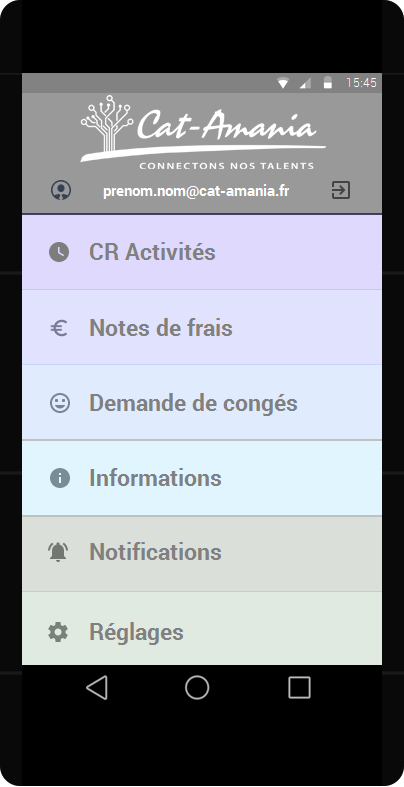 15:45
Cat-Amania
CONNECTONS NOS TALENTS
prenom.nom@cat-amania.fr
CR Activités
Notes de frais
Demande de congés
Informations
Notifications
Réglages